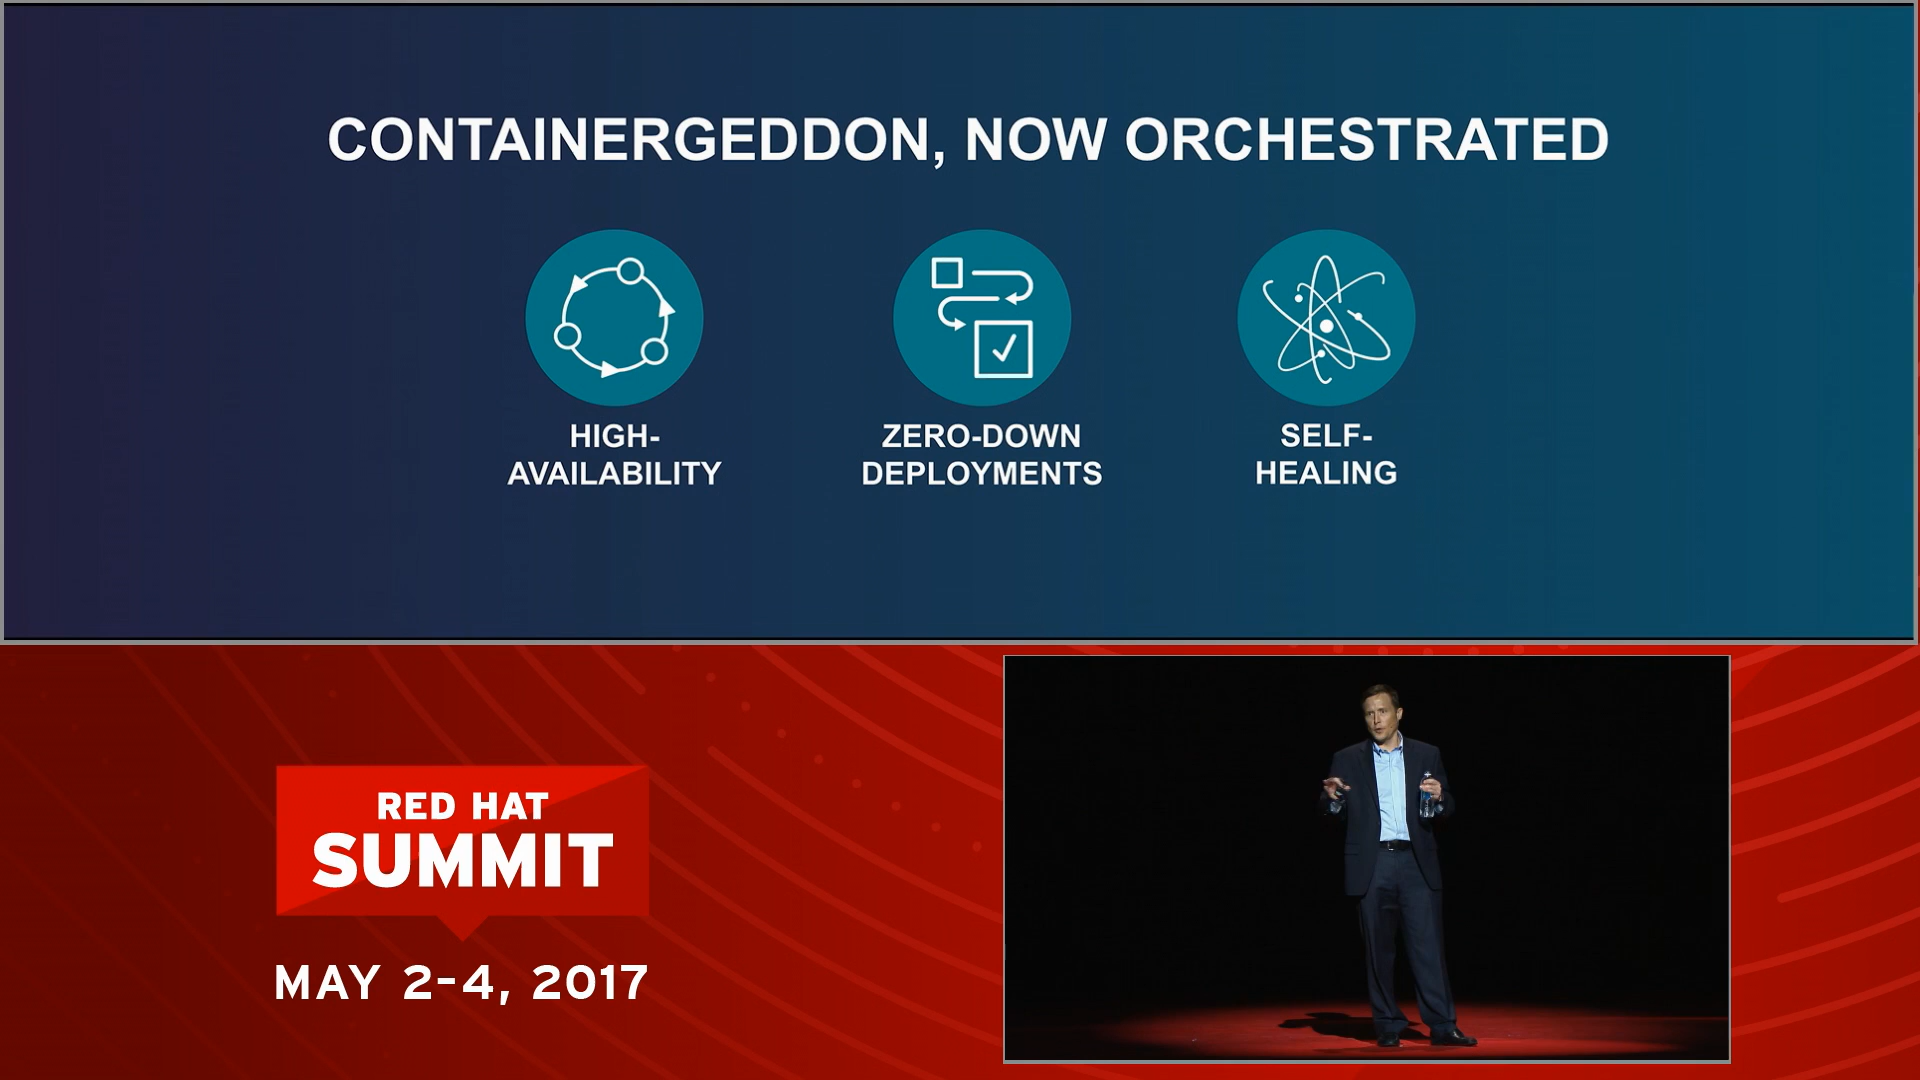 CONTAINERGEDDON, NOW ORCHESTRATED
HIGH-
AVAILABILITY
ZERO-DOWN
DEPLOYMENTS
SELF-
HEALING
RED HAT
SUMMIT
MAY 2-4, 2017